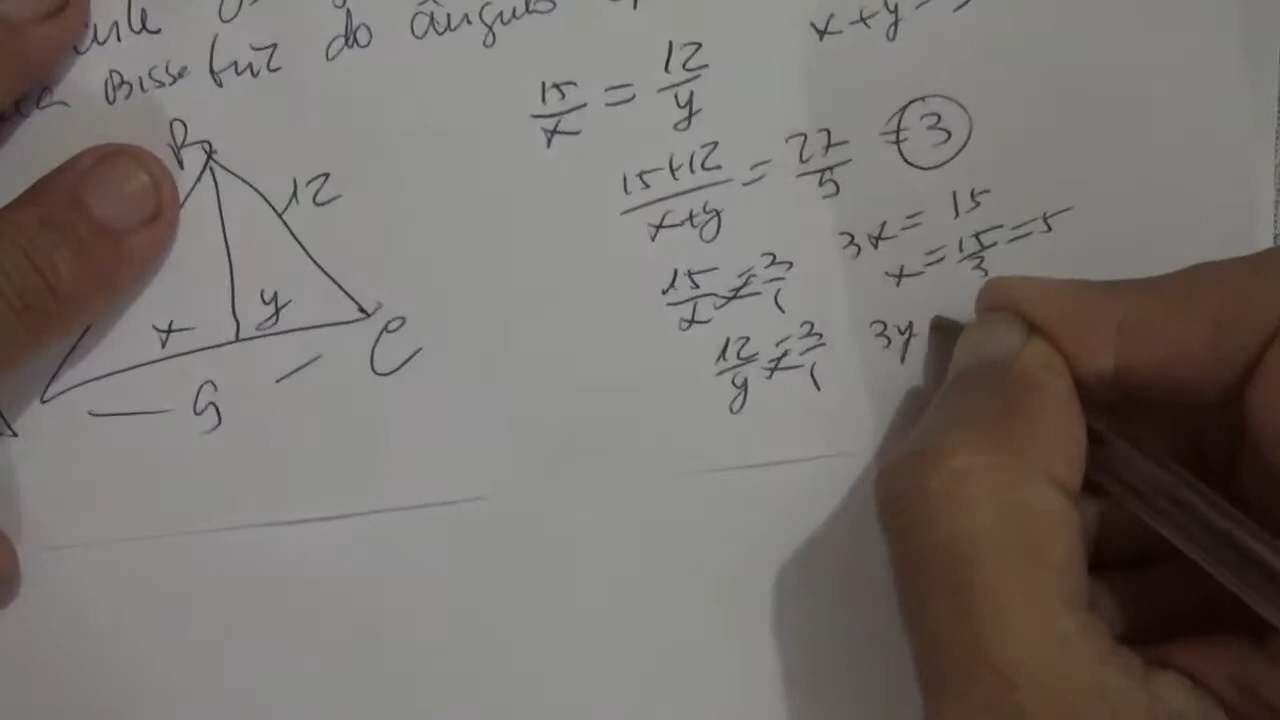 Bissetriz do ângulo
x + y =
15/x = 12/y
(15+12)/(x+y) = 27/5 = 3
15/x = 3/1
3x = 15
x = 15/3 = 5
12/y = 3/1
3y
B
12
x
y
C
9